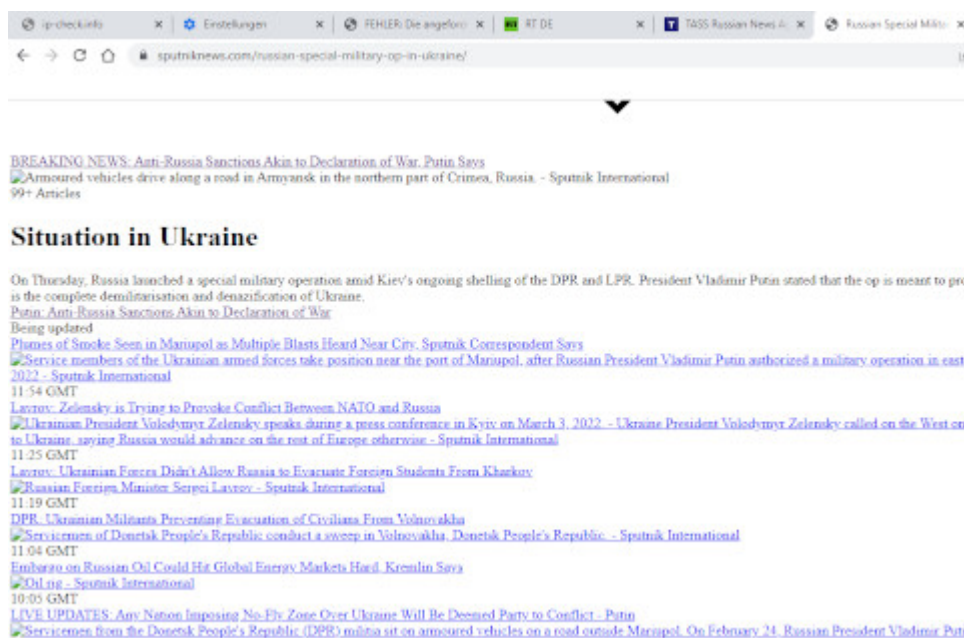 ip-check.info
Einstellungen
FEHLER: Die angeford
RT DE
TASS Russian News A
Russian Special Milita
sputniknews.com/russian-special-military-op-in-ukraine/
BREAKING NEWS: Anti-Russia Sanctions Akin to Declaration of War, Putin Says
Armoured vehicles drive along a road in Armyansk in the northern part of Crimea, Russia. - Sputnik International
99+ Articles
Situation in Ukraine
On Thursday, Russia launched a special military operation amid Kiev's ongoing shelling of the DPR and LPR. President Vladimir Putin stated that the op is meant to pro
is the complete demilitarisation and denazification of Ukraine.
Putin: Anti-Russia Sanctions Akin to Declaration of War
Being updated
Plumes of Smoke Seen in Mariupol as Multiple Blasts Heard Near City, Sputnik Correspondent Says
Service members of the Ukrainian armed forces take position near the port of Mariupol, after Russian President Vladimir Putin authorized a military operation in east
2022 - Sputnik International
11:54 GMT
Lavrov: Zelensky is Trying to Provoke Conflict Between NATO and Russia
Ukrainian President Volodymyr Zelensky speaks during a press conference in Kyiv on March 3, 2022. - Ukraine President Volodymyr Zelensky called on the West on
to Ukraine, saying Russia would advance on the rest of Europe otherwise - Sputnik International
11:25 GMT
Lavrov: Ukrainian Forces Didn't Allow Russia to Evacuate Foreign Students From Kharkov
Russian Foreign Minister Sergei Lavrov - Sputnik International
11:19 GMT
DPR: Ukrainian Militants Preventing Evacuation of Civilians From Volnovakha
Servicemen of Donetsk People's Republic conduct a sweep in Volnovakha, Donetsk People's Republic. - Sputnik International
11:04 GMT
Embargo on Russian Oil Could Hit Global Energy Markets Hard, Kremlin Says
Oil rig - Sputnik International
10:05 GMT
LIVE UPDATES: Any Nation Imposing No-Fly Zone Over Ukraine Will Be Deemed Party to Conflict - Putin
Servicemen from the Donetsk People's Republic (DPR) militia sit on armoured vehicles on a road outside Mariupol. On February 24, Russian President Vladimir Puti